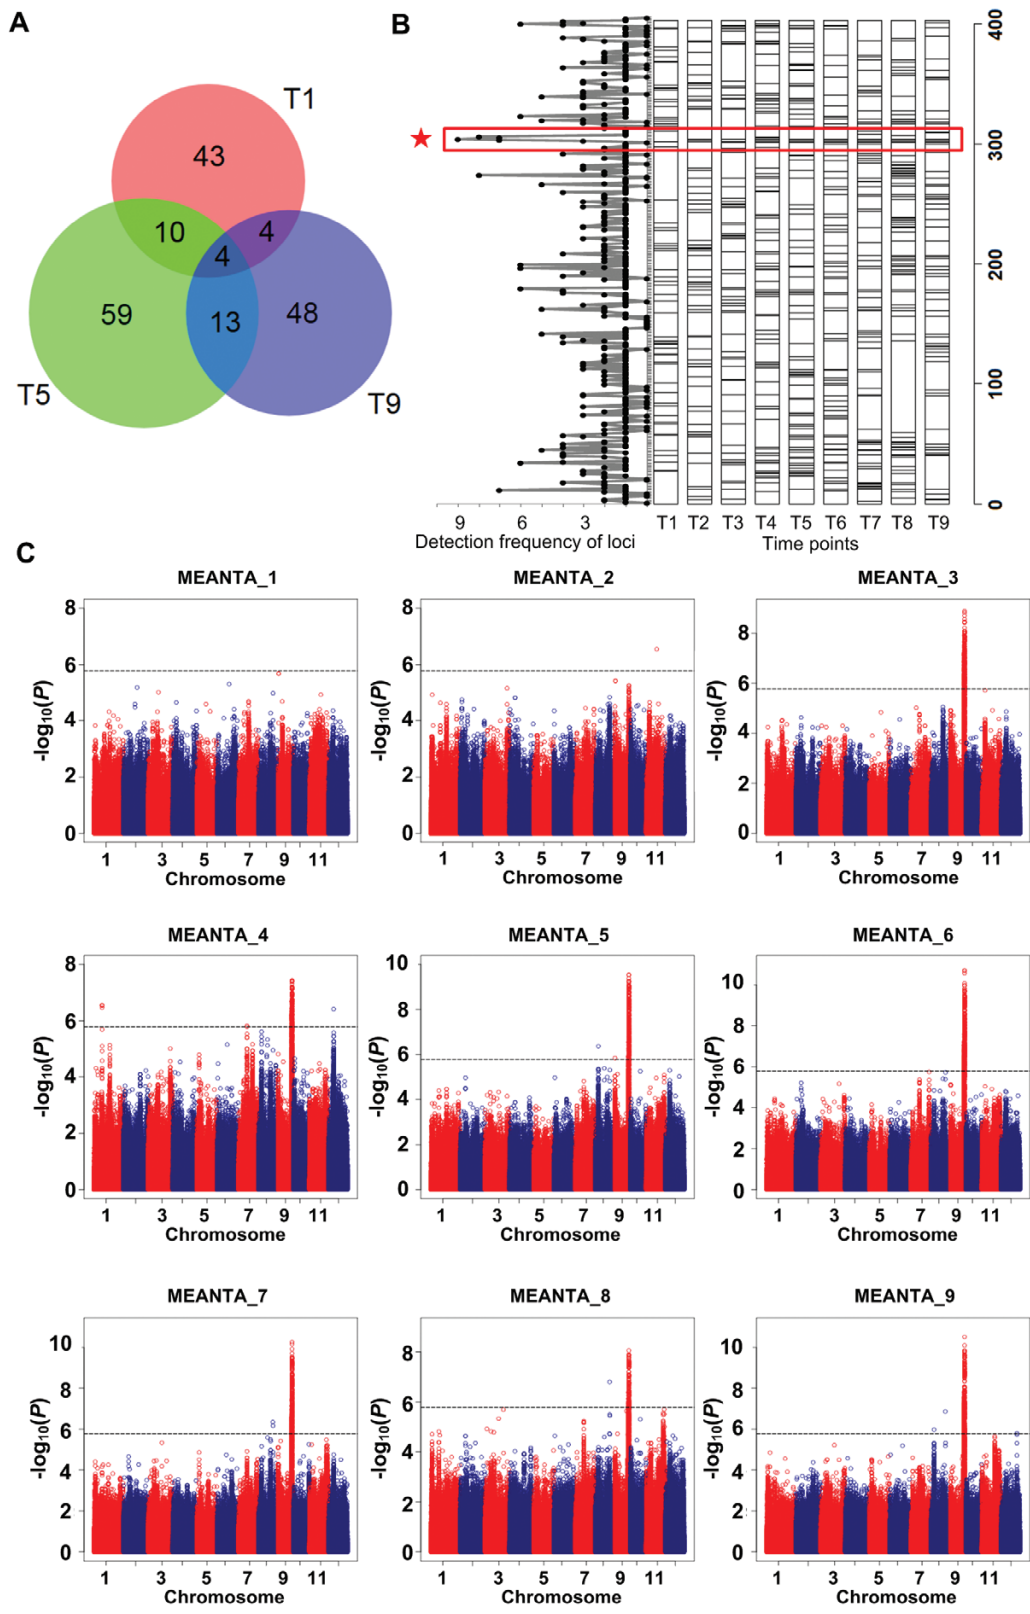 A
T1
43
10
4
4
59
13
48
T5
T9
B
400
300
200
100
0
9 6 3 T1 T2 T3 T4 T5 T6 T7 T8 T9
Detection frequency of loci Time points
C
MEANTA_1
8
6
4
2
0
-log10(P)
1 3 5 7 9 11
Chromosome
MEANTA_2
8
6
4
2
0
-log10(P)
1 3 5 7 9 11
Chromosome
MEANTA_3
8
6
4
2
0
-log10(P)
1 3 5 7 9 11
Chromosome
MEANTA_4
8
6
4
2
0
-log10(P)
1 3 5 7 9 11
Chromosome
MEANTA_5
10
8
6
4
2
0
-log10(P)
1 3 5 7 9 11
Chromosome
MEANTA_6
10
8
6
4
2
0
-log10(P)
1 3 5 7 9 11
Chromosome
MEANTA_7
10
8
6
4
2
0
-log10(P)
1 3 5 7 9 11
Chromosome
MEANTA_8
8
6
4
2
0
-log10(P)
1 3 5 7 9 11
Chromosome
MEANTA_9
10
8
6
4
2
0
-log10(P)
1 3 5 7 9 11
Chromosome